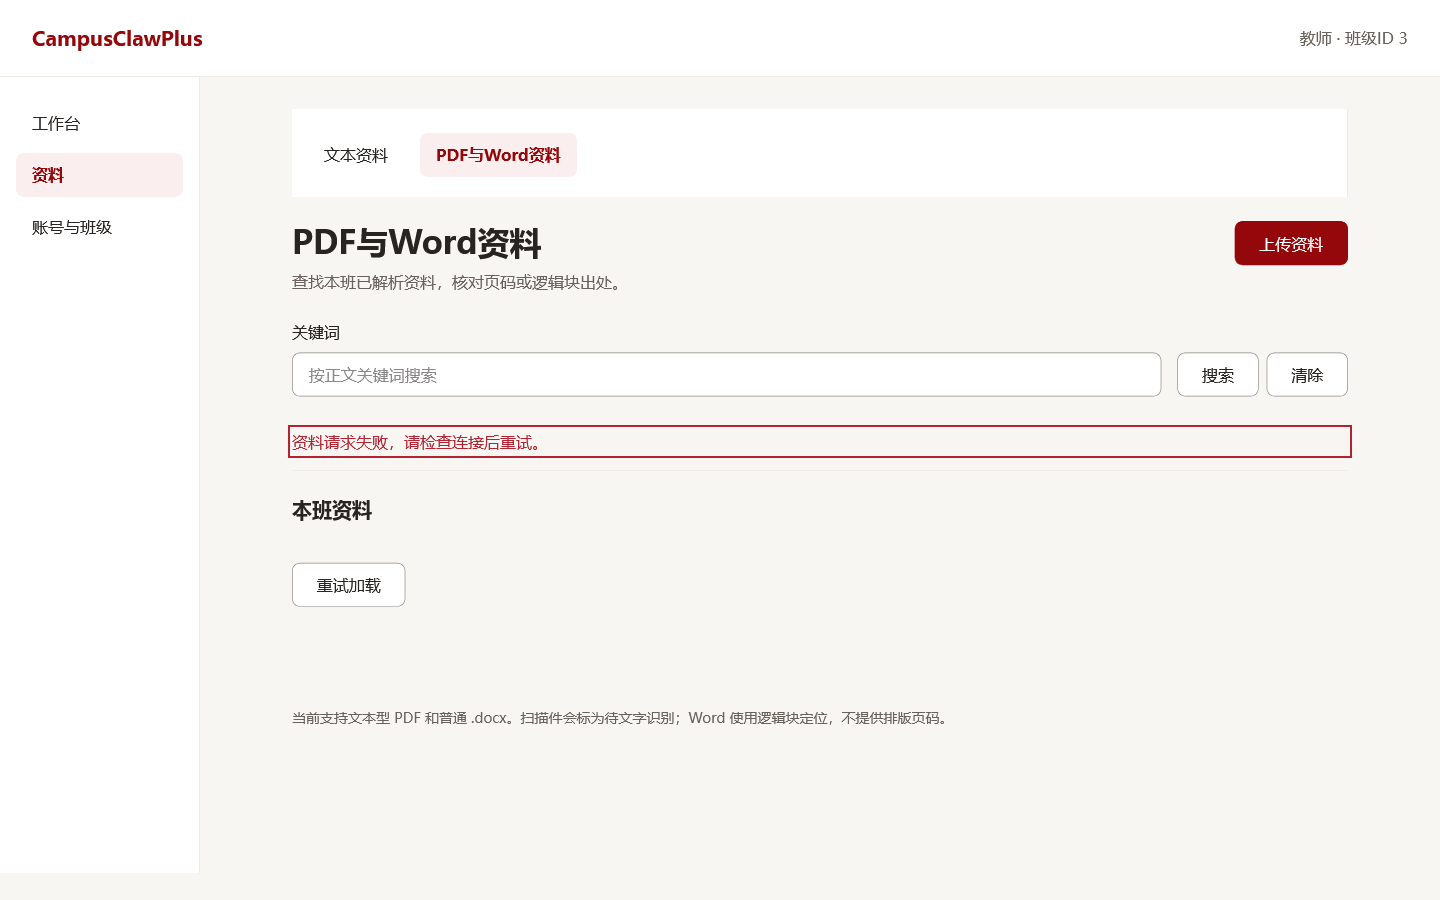 CampusClawPlus
教师 · 班级ID 3
工作台
资料
账号与班级
文本资料
PDF与Word资料
PDF与Word资料
上传资料
查找本班已解析资料，核对页码或逻辑块出处。
关键词
按正文关键词搜索
搜索
清除
资料请求失败，请检查连接后重试。
本班资料
重试加载
当前支持文本型 PDF 和普通 .docx。扫描件会标为待文字识别；Word 使用逻辑块定位，不提供排版页码。